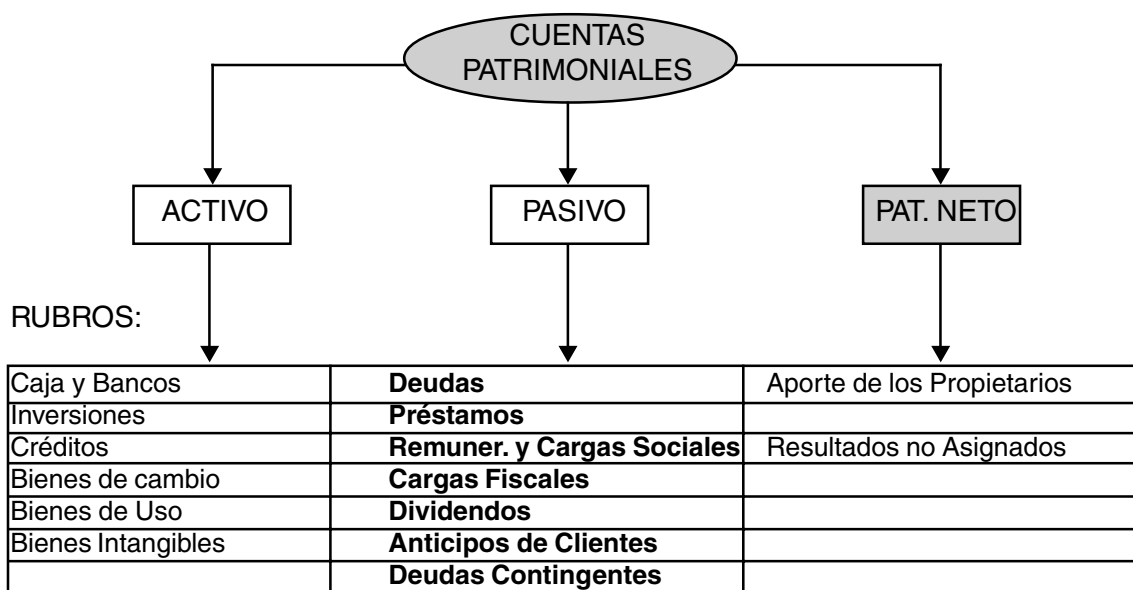 CUENTAS
PATRIMONIALES
ACTIVO
PASIVO
PAT. NETO
RUBROS:
Caja y Bancos Deudas Aporte de los Propietarios
Inversiones Préstamos
Créditos Remuner. y Cargas Sociales Resultados no Asignados
Bienes de cambio Cargas Fiscales
Bienes de Uso Dividendos
Bienes Intangibles Anticipos de Clientes
Deudas Contingentes